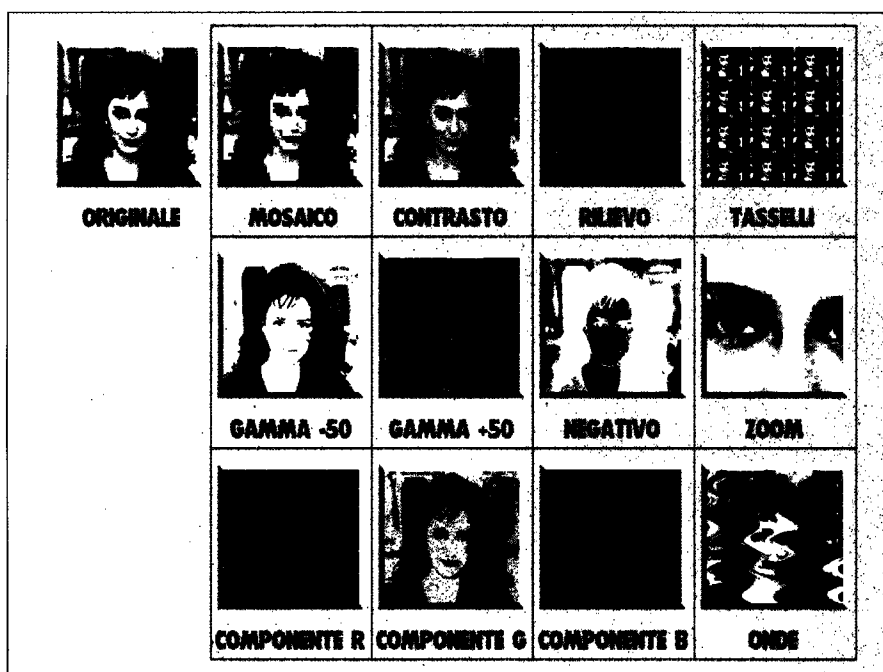 ORIGINALE MOSAICO CONTRASTO RILIEVO TASSELLI
GAMMA -50 GAMMA +50 NEGATIVO ZOOM
COMPONENTE R COMPONENTE G COMPONENTE B ONDE